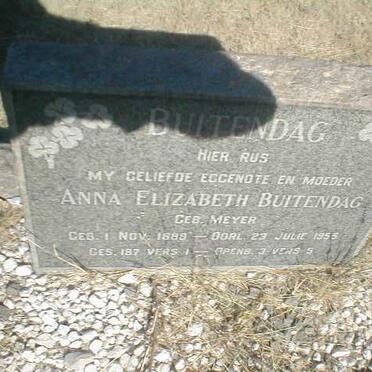 BUITENDAG
HIER RUS
MY GELIEFDE EGGENOTE EN MOEDER
ANNA ELIZABETH BUITENDAG
GEB. MEYER
GEB. 1 NOV. 1889 — OORL. 23 JULIE 1955
GES. 187 VERS 1 — OPENB. 3 VERS 5